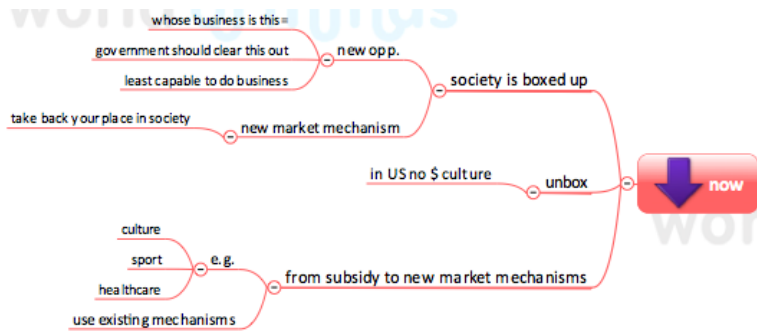 world
whose business is this=
government should clear this out
least capable to do business
new opp.
society is boxed up
take back your place in society
new market mechanism
in US no $ culture
unbox
now
wor
culture
sport
healthcare
e.g.
from subsidy to new market mechanisms
use existing mechanisms